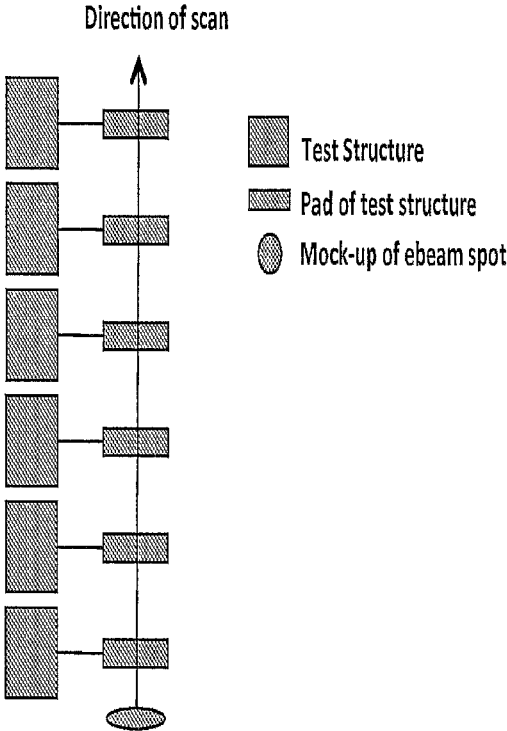 Direction of scan
Test Structure
Pad of test structure
Mock-up of ebeam spot